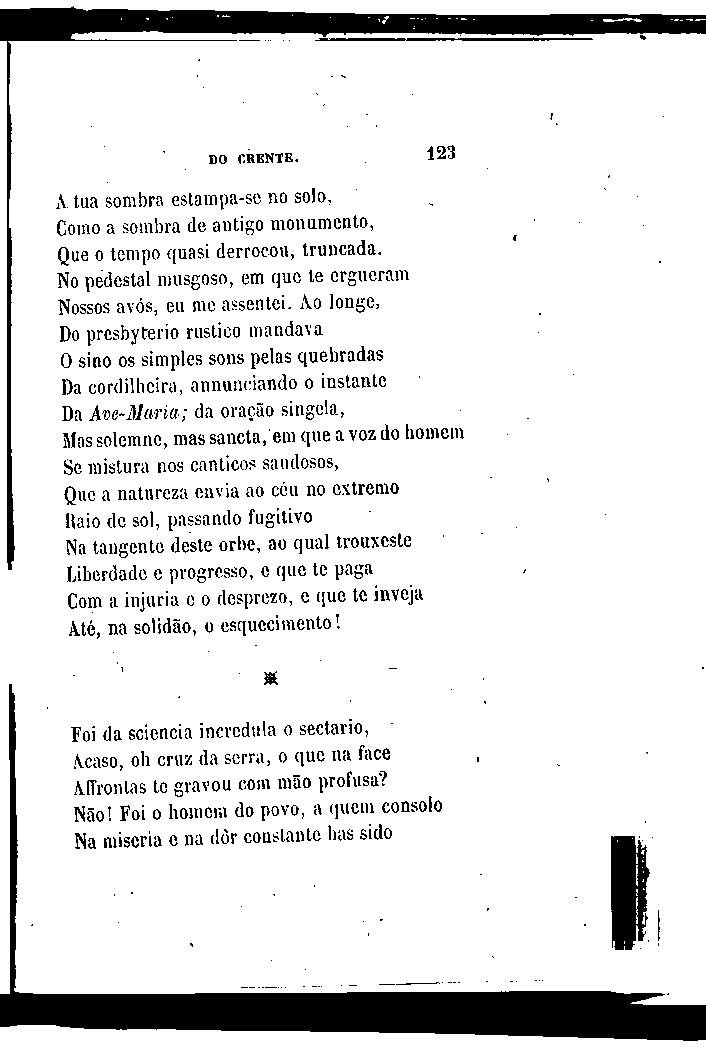 DO CRENTE. 123
A tua sombra estampa-se no solo,
Como a sombra de antigo monumento,
Que o tempo quasi derrocou, truncada.
No pedestal musgoso, em que te ergueram
Nossos avós, eu me assentei. Ao longe,
Do presbyterio rustico mandava
O sino os simples sons pelas quebradas
Da cordilheira, annunciando o instante
Da Ave-Maria; da oração singela,
Mas solemne, mas sancta, em que a voz do homem
Se mistura nos canticos saudosos,
Que a natureza envia ao céu no extremo
Raio de sol, passando fugitivo
Na tangente deste orbe, ao qual trouxeste
Liberdade e progresso, e que te paga
Com a injuria e o desprezo, e que te inveja
Até, na solidão, o esquecimento!
Foi da sciencia incredula o sectario,
Acaso, oh cruz da serra, o que na face
Affrontas te gravou com mão profusa?
Não! Foi o homem do povo, a quem consolo
Na miseria e na dôr constante has sido